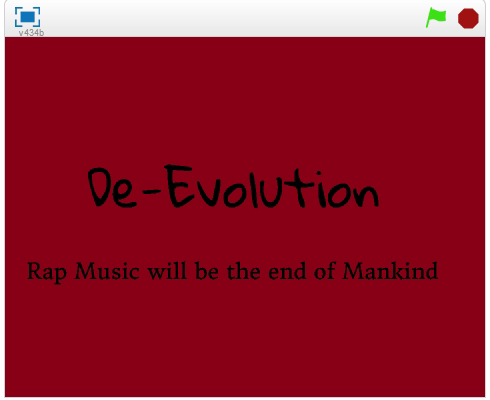 v434b
De-Evolution
Rap Music will be the end of Mankind